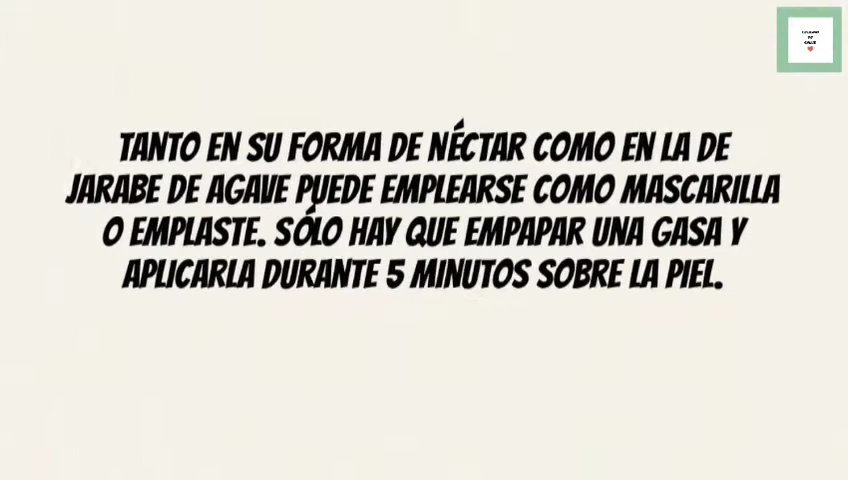 TANTO EN SU FORMA DE NÉCTAR COMO EN LA DE
JARABE DE AGAVE PUEDE EMPLEARSE COMO MASCARILLA
O EMPLASTE. SÓLO HAY QUE EMPAPAR UNA GASA Y
APLICARLA DURANTE 5 MINUTOS SOBRE LA PIEL.